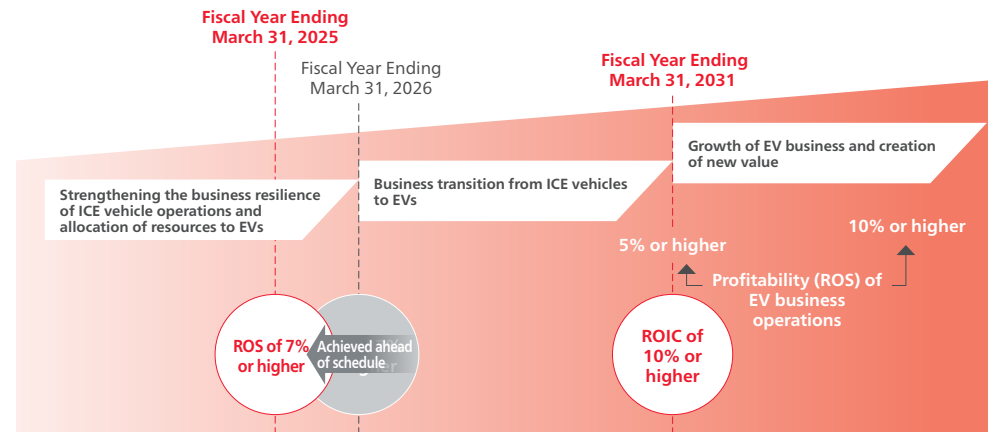 Fiscal Year Ending
March 31, 2025
Fiscal Year Ending
March 31, 2026
Fiscal Year Ending
March 31, 2031
Strengthening the business resilience
of ICE vehicle operations and
allocation of resources to EVs
Business transition from ICE vehicles
to EVs
Growth of EV business and creation
of new value
5% or higher
10% or higher
Profitability (ROS) of
EV business
operations
ROS of 7%
or higher
Achieved ahead
of schedule
ROIC of
10% or
higher